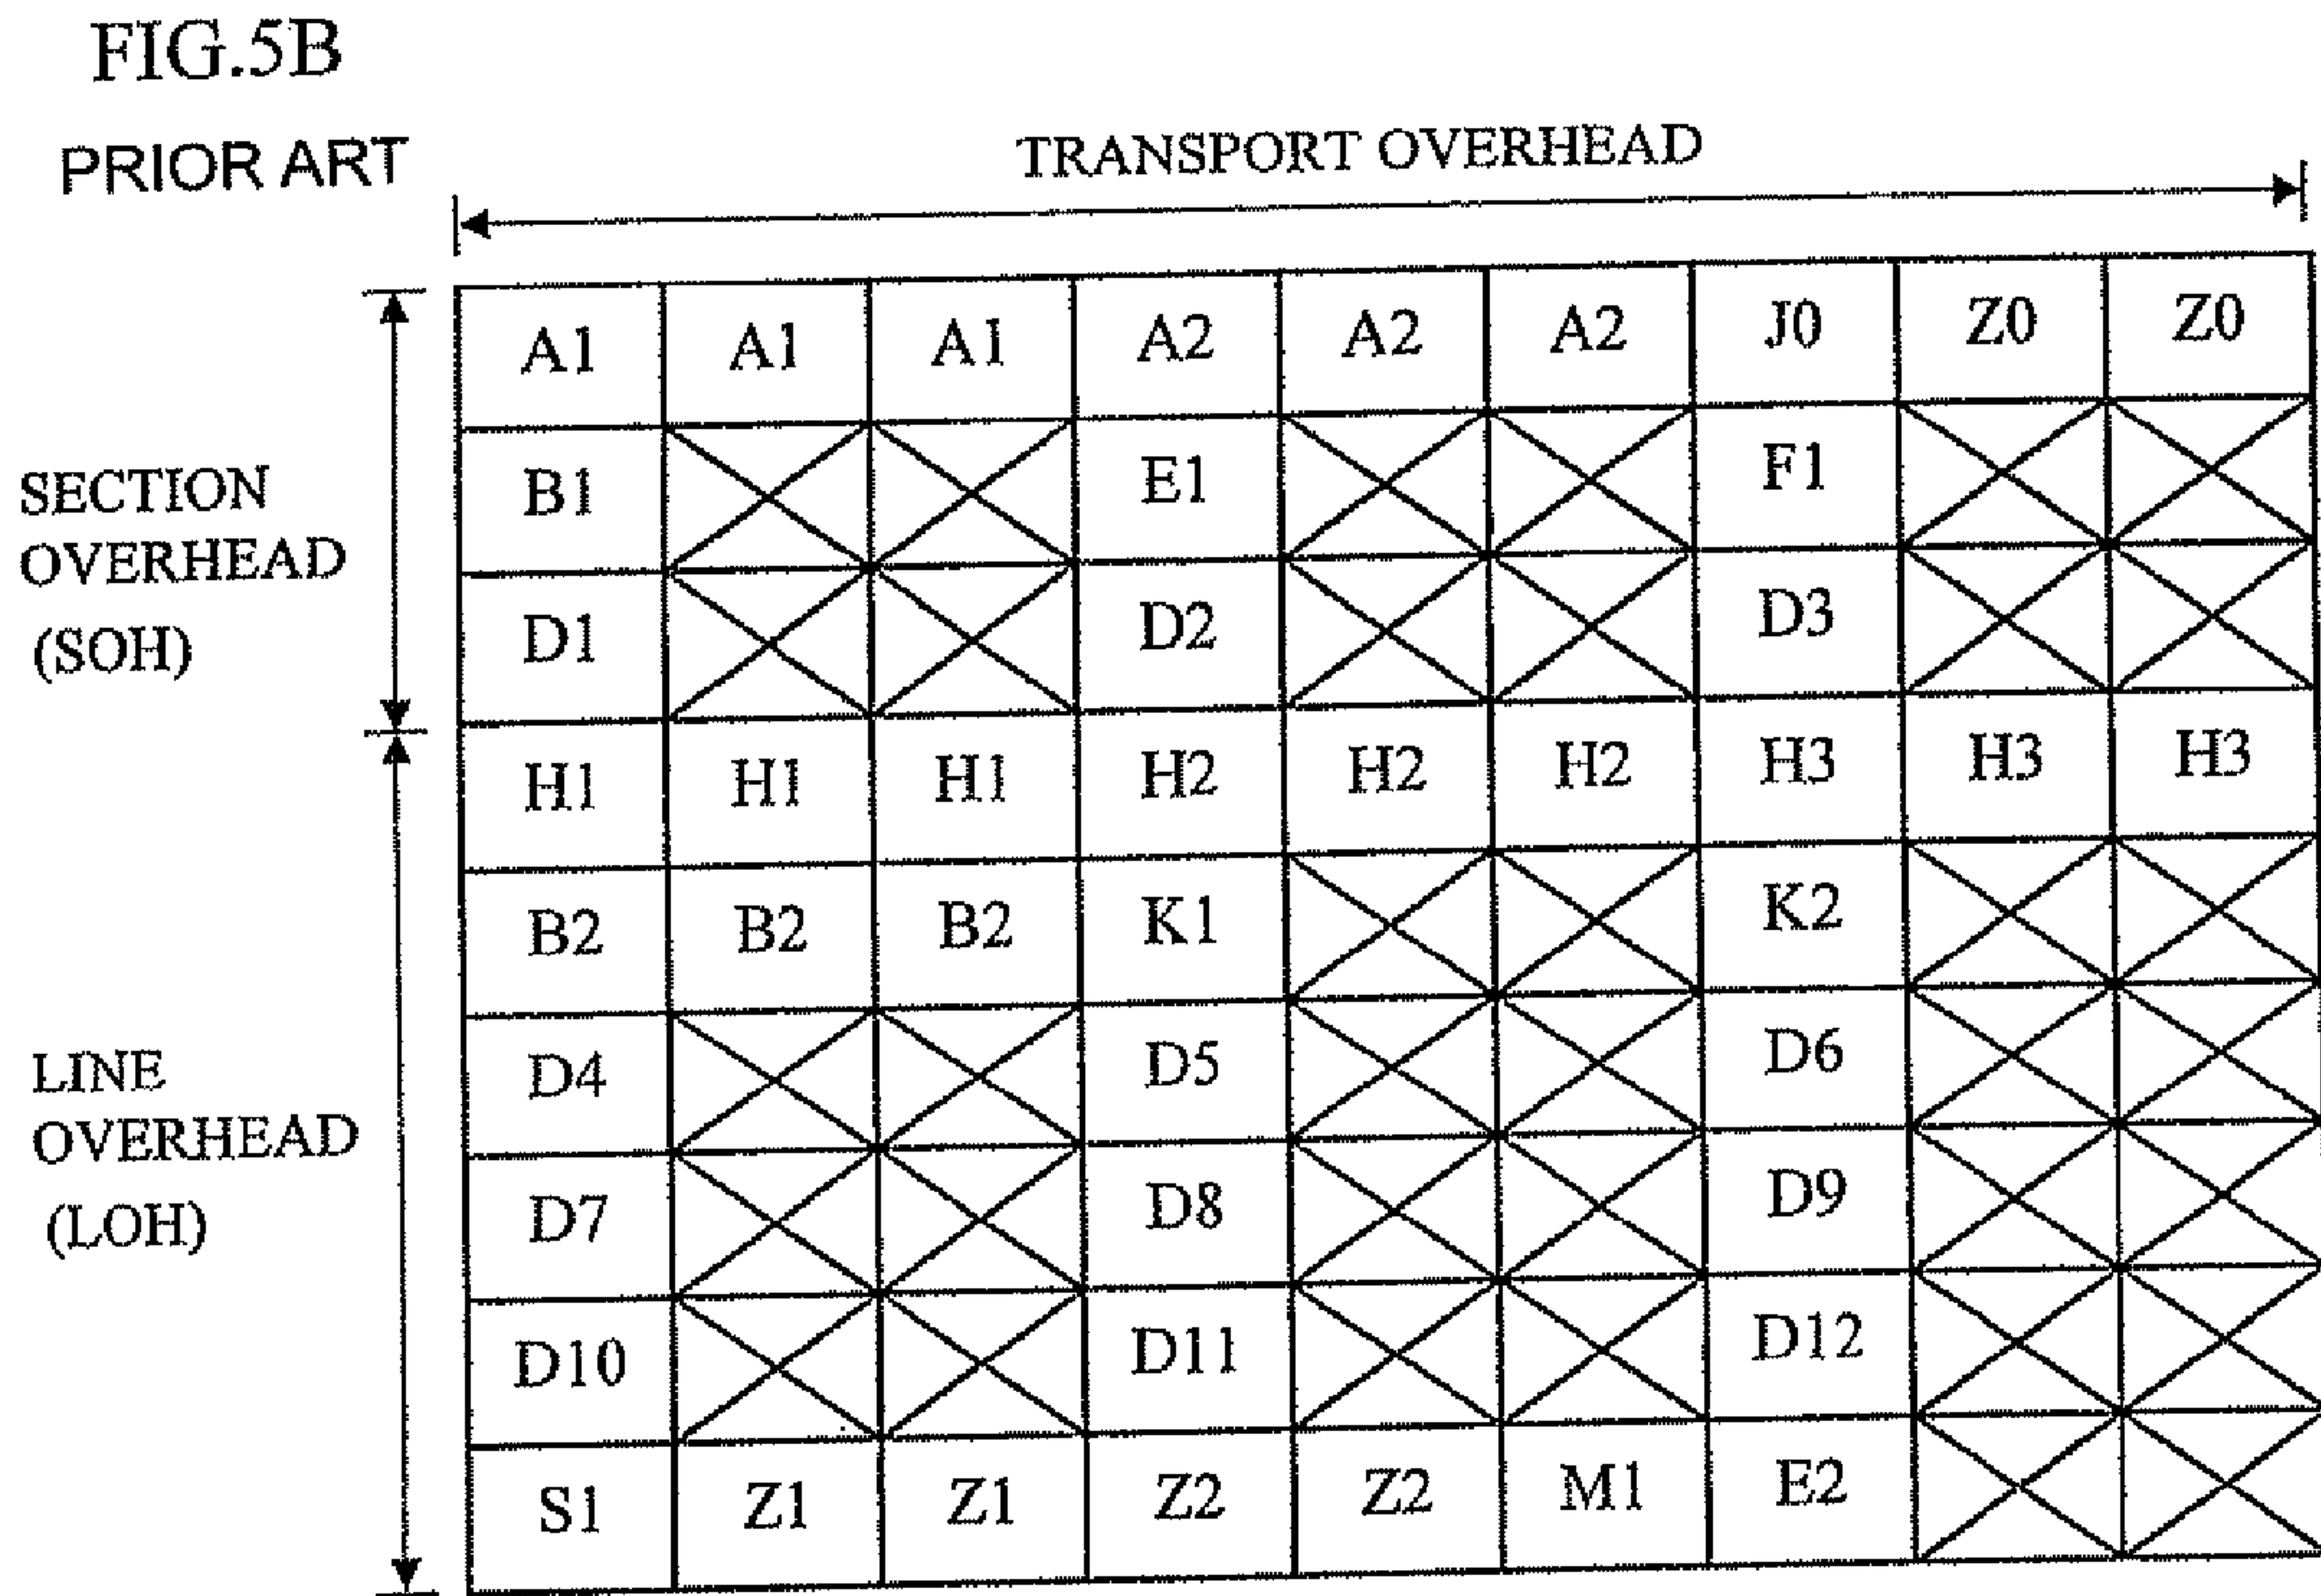 FIG.5B
PRIOR ART
TRANSPORT OVERHEAD
SECTION
OVERHEAD
(SOH)
LINE
OVERHEAD
(LOH)
A1 A1 A1 A2 A2 A2 J0 Z0 Z0
B1 E1 F1
D1 D2 D3
H1 H1 H1 H2 H2 H2 H3 H3 H3
B2 B2 B2 K1 K2
D4 D5 D6
D7 D8 D9
D10 D11 D12
S1 Z1 Z1 Z2 Z2 M1 E2